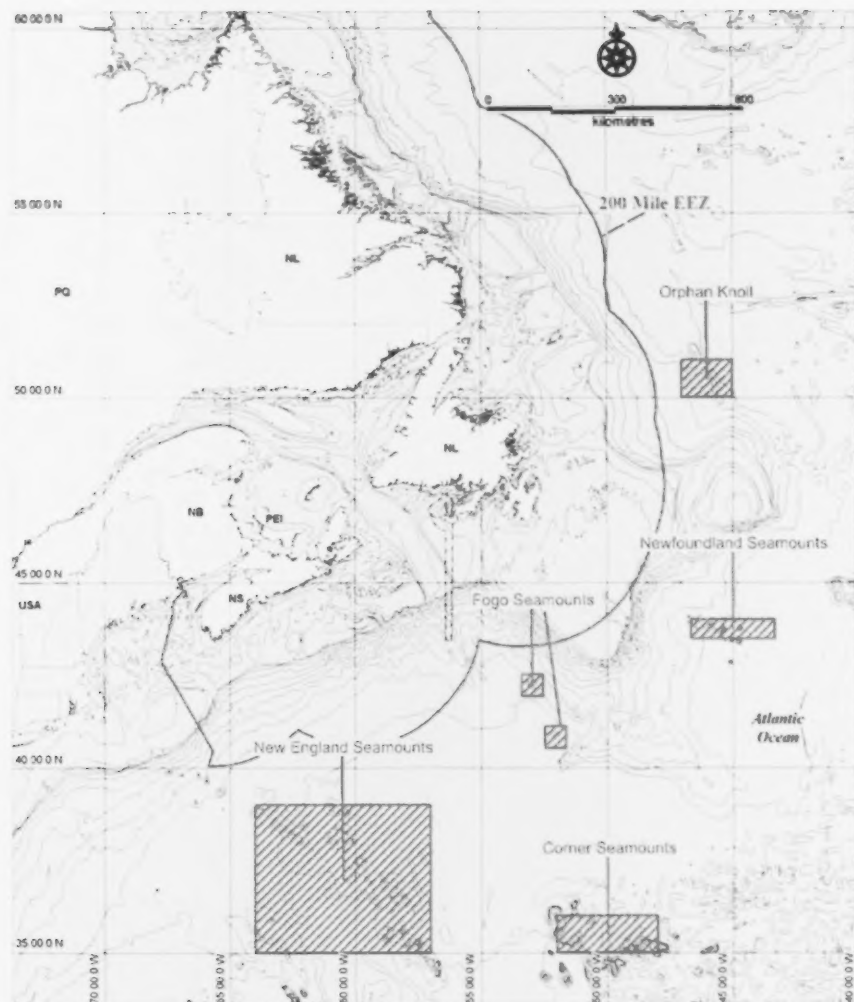 60 00 0 N
0 300 600
kilometres
55 00 0 N
200 Mile EEZ
NL
PQ
Orphan Knoll
50 00 0 N
NL
NB
PEI
Newfoundland Seamounts
45 00 0 N
USA
NS
Fogo Seamounts
Atlantic
Ocean
New England Seamounts
40 00 0 N
Corner Seamounts
35 00 0 N